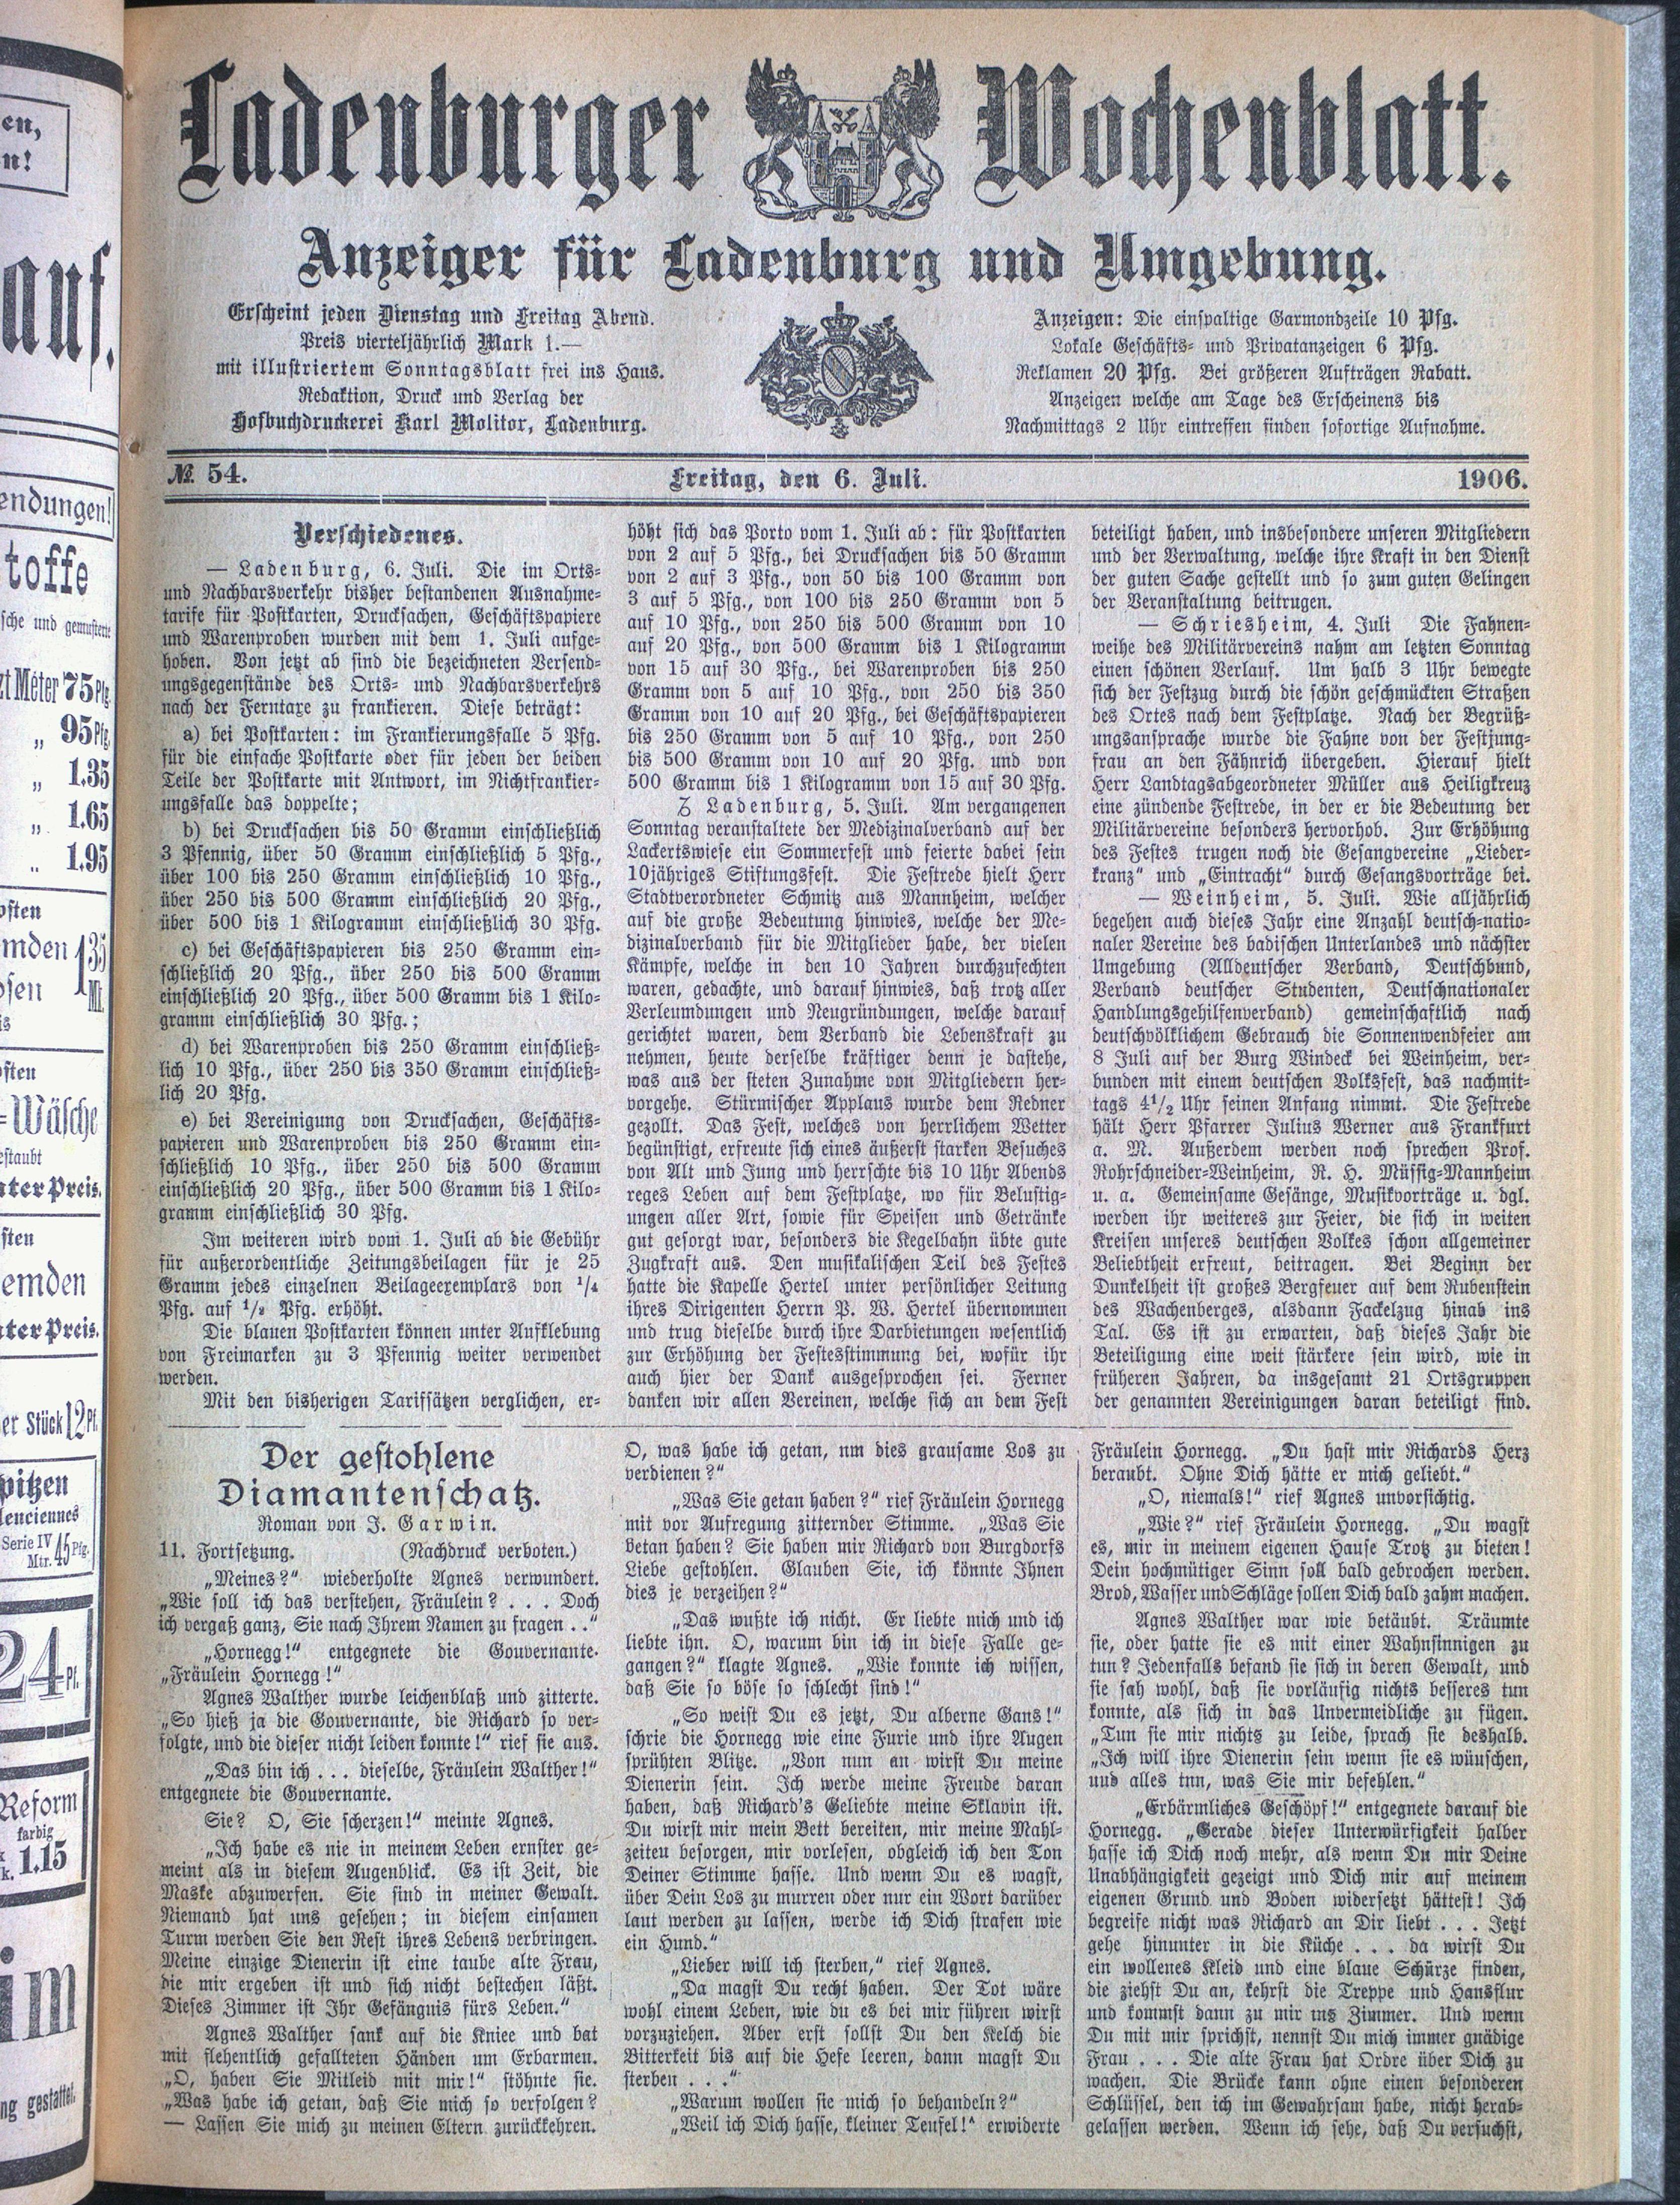 Ladenburger Wochenblatt.
Anzeiger für Ladenburg und Umgebung.
Erscheint jeden Dienstag und Freitag Abend.
Preis vierteljährlich Mark 1.—
mit illustriertem Sonntagsblatt frei ins Haus.
Redaktion, Druck und Verlag der
Hofbuchdruckerei Karl Molitor, Ladenburg.
Anzeigen: Die einspaltige Garmondzeile 10 Pfg.
Lokale Geschäfts- und Privatanzeigen 6 Pfg.
Reklamen 20 Pfg. Bei größeren Aufträgen Rabatt.
Anzeigen welche am Tage des Erscheinens bis
Nachmittags 2 Uhr eintreffen finden sofortige Aufnahme.
№ 54. Freitag, den 6. Juli. 1906.
Verschiedenes.
— Ladenburg, 6. Juli. Die im Orts-
und Nachbarsverkehr bisher bestandenen Ausnahme-
tarife für Postkarten, Drucksachen, Geschäftspapiere
und Warenproben wurden mit dem 1. Juli aufge-
hoben. Von jetzt ab sind die bezeichneten Versend-
ungsgegenstände des Orts- und Nachbarsverkehrs
nach der Ferntaxe zu frankieren. Diese beträgt:
a) bei Postkarten: im Frankierungsfalle 5 Pfg.
für die einfache Postkarte oder für jeden der beiden
Teile der Postkarte mit Antwort, im Nichtfrankier-
ungsfalle das doppelte;
b) bei Drucksachen bis 50 Gramm einschließlich
3 Pfennig, über 50 Gramm einschließlich 5 Pfg.,
über 100 bis 250 Gramm einschließlich 10 Pfg.,
über 250 bis 500 Gramm einschließlich 20 Pfg.,
über 500 bis 1 Kilogramm einschließlich 30 Pfg.
c) bei Geschäftspapieren bis 250 Gramm ein-
schließlich 20 Pfg., über 250 bis 500 Gramm
einschließlich 20 Pfg., über 500 Gramm bis 1 Kilo-
gramm einschließlich 30 Pfg.;
d) bei Warenproben bis 250 Gramm einschließ-
lich 10 Pfg., über 250 bis 350 Gramm einschließ-
lich 20 Pfg.
e) bei Vereinigung von Drucksachen, Geschäfts-
papieren und Warenproben bis 250 Gramm ein-
schließlich 10 Pfg., über 250 bis 500 Gramm
einschließlich 20 Pfg., über 500 Gramm bis 1 Kilo-
gramm einschließlich 30 Pfg.
Im weiteren wird vom 1. Juli ab die Gebühr
für außerordentliche Zeitungsbeilagen für je 25
Gramm jedes einzelnen Beilageexemplars von 1/4
Pfg. auf 1/2 Pfg. erhöht.
Die blauen Postkarten können unter Aufklebung
von Freimarken zu 3 Pfennig weiter verwendet
werden.
Mit den bisherigen Tarifsätzen verglichen, er-
höht sich das Porto vom 1. Juli ab: für Postkarten
von 2 auf 5 Pfg., bei Drucksachen bis 50 Gramm
von 2 auf 3 Pfg., von 50 bis 100 Gramm von
3 auf 5 Pfg., von 100 bis 250 Gramm von 5
auf 10 Pfg., von 250 bis 500 Gramm von 10
auf 20 Pfg., von 500 Gramm bis 1 Kilogramm
von 15 auf 30 Pfg., bei Warenproben bis 250
Gramm von 5 auf 10 Pfg., von 250 bis 350
Gramm von 10 auf 20 Pfg., bei Geschäftspapieren
bis 250 Gramm von 5 auf 10 Pfg., von 250
bis 500 Gramm von 10 auf 20 Pfg. und von
500 Gramm bis 1 Kilogramm von 15 auf 30 Pfg.
Ladenburg, 5. Juli. Am vergangenen
Sonntag veranstaltete der Medizinalverband auf der
Lackertswiese ein Sommerfest und feierte dabei sein
10jähriges Stiftungsfest. Die Festrede hielt Herr
Stadtverordneter Schmitz aus Mannheim, welcher
auf die große Bedeutung hinwies, welche der Me-
dizinalverband für die Mitglieder habe, der vielen
Kämpfe, welche in den 10 Jahren durchzufechten
waren, gedachte, und darauf hinwies, daß trotz aller
Verleumdungen und Neugründungen, welche darauf
gerichtet waren, dem Verband die Lebenskraft zu
nehmen, heute derselbe kräftiger denn je dastehe,
was aus der steten Zunahme von Mitgliedern her-
vorgehe. Stürmischer Applaus wurde dem Redner
gezollt. Das Fest, welches von herrlichem Wetter
begünstigt, erfreute sich eines äußerst starken Besuches
von Alt und Jung und herrschte bis 10 Uhr Abends
reges Leben auf dem Festplatze, wo für Belustig-
ungen aller Art, sowie für Speisen und Getränke
gut gesorgt war, besonders die Kegelbahn übte gute
Zugkraft aus. Den musikalischen Teil des Festes
hatte die Kapelle Hertel unter persönlicher Leitung
ihres Dirigenten Herrn P. W. Hertel übernommen
und trug dieselbe durch ihre Darbietungen wesentlich
zur Erhöhung der Festesstimmung bei, wofür ihr
auch hier der Dank ausgesprochen sei. Ferner
danken wir allen Vereinen, welche sich an dem Fest
beteiligt haben, und insbesondere unseren Mitgliedern
und der Verwaltung, welche ihre Kraft in den Dienst
der guten Sache gestellt und so zum guten Gelingen
der Veranstaltung beitrugen.
— Schriesheim, 4. Juli Die Fahnen-
weihe des Militärvereins nahm am letzten Sonntag
einen schönen Verlauf. Um halb 3 Uhr bewegte
sich der Festzug durch die schön geschmückten Straßen
des Ortes nach dem Festplatze. Nach der Begrüß-
ungsansprache wurde die Fahne von der Festjung-
frau an den Fähnrich übergeben. Hierauf hielt
Herr Landtagsabgeordneter Müller aus Heiligkreuz
eine zündende Festrede, in der er die Bedeutung der
Militärvereine besonders hervorhob. Zur Erhöhung
des Festes trugen noch die Gesangvereine „Lieder-
kranz“ und „Eintracht“ durch Gesangsvorträge bei.
— Weinheim, 5. Juli. Wie alljährlich
begehen auch dieses Jahr eine Anzahl deutsch-natio-
naler Vereine des badischen Unterlandes und nächster
Umgebung (Alldeutscher Verband, Deutschbund,
Verband deutscher Studenten, Deutschnationaler
Handlungsgehilfenverband) gemeinschaftlich nach
deutschvölklichem Gebrauch die Sonnenwendfeier am
8 Juli auf der Burg Windeck bei Weinheim, ver-
bunden mit einem deutschen Volksfest, das nachmit-
tags 4 1/2 Uhr seinen Anfang nimmt. Die Festrede
hält Herr Pfarrer Julius Werner aus Frankfurt
a. M. Außerdem werden noch sprechen Prof.
Rohrschneider-Weinheim, R. H. Müssig-Mannheim
u. a. Gemeinsame Gesänge, Musikvorträge u. dgl.
werden ihr weiteres zur Feier, die sich in weiten
Kreisen unseres deutschen Volkes schon allgemeiner
Beliebtheit erfreut, beitragen. Bei Beginn der
Dunkelheit ist großes Bergfeuer auf dem Rubenstein
des Wachenberges, alsdann Fackelzug hinab ins
Tal. Es ist zu erwarten, daß dieses Jahr die
Beteiligung eine weit stärkere sein wird, wie in
früheren Jahren, da insgesamt 21 Ortsgruppen
der genannten Vereinigungen daran beteiligt sind.
Der gestohlene
Diamantenschatz.
Roman von J. Garwin.
11. Fortsetzung. (Nachdruck verboten.)
„Meines?“ wiederholte Agnes verwundert.
„Wie soll ich das verstehen, Fräulein? . . . Doch
ich vergaß ganz, Sie nach Ihrem Namen zu fragen . .“
„Hornegg!“ entgegnete die Gouvernante.
„Fräulein Hornegg!“
Agnes Walther wurde leichenblaß und zitterte.
„So hieß ja die Gouvernante, die Richard so ver-
folgte, und die dieser nicht leiden konnte!“ rief sie aus.
„Das bin ich . . . dieselbe, Fräulein Walther!“
entgegnete die Gouvernante.
Sie? O, Sie scherzen!“ meinte Agnes.
„Ich habe es nie in meinem Leben ernster ge-
meint als in diesem Augenblick. Es ist Zeit, die
Maske abzuwerfen. Sie sind in meiner Gewalt.
Niemand hat uns gesehen; in diesem einsamen
Turm werden Sie den Rest ihres Lebens verbringen.
Meine einzige Dienerin ist eine taube alte Frau,
die mir ergeben ist und sich nicht bestechen läßt.
Dieses Zimmer ist Ihr Gefängnis fürs Leben.“
Agnes Walther sank auf die Kniee und bat
mit flehentlich gefallteten Händen um Erbarmen.
„O, haben Sie Mitleid mit mir!“ stöhnte sie.
„Was habe ich getan, daß Sie mich so verfolgen?
— Lassen Sie mich zu meinen Eltern zurückkehren.
O, was habe ich getan, um dies grausame Los zu
verdienen?“
„Was Sie getan haben?“ rief Fräulein Hornegg
mit vor Aufregung zitternder Stimme. „Was Sie
betan haben? Sie haben mir Richard von Burgdorfs
Liebe gestohlen. Glauben Sie, ich könnte Ihnen
dies je verzeihen?“
„Das wußte ich nicht. Er liebte mich und ich
liebte ihn. O, warum bin ich in diese Falle ge-
gangen?“ klagte Agnes. „Wie konnte ich wissen,
daß Sie so böse so schlecht sind!“
„So weist Du es jetzt, Du alberne Gans!“
schrie die Hornegg wie eine Furie und ihre Augen
sprühten Blitze. „Von nun an wirst Du meine
Dienerin sein. Ich werde meine Freude daran
haben, daß Richard's Geliebte meine Sklavin ist.
Du wirst mir mein Bett bereiten, mir meine Mahl-
zeiten besorgen, mir vorlesen, obgleich ich den Ton
Deiner Stimme hasse. Und wenn Du es wagst,
über Dein Los zu murren oder nur ein Wort darüber
laut werden zu lassen, werde ich Dich strafen wie
ein Hund.“
„Lieber will ich sterben,“ rief Agnes.
„Da magst Du recht haben. Der Tot wäre
wohl einem Leben, wie du es bei mir führen wirst
vorzuziehen. Aber erst sollst Du den Kelch die
Bitterkeit bis auf die Hefe leeren, dann magst Du
sterben . . .“
„Warum wollen sie mich so behandeln?“
„Weil ich Dich hasse, kleiner Teufel!“ erwiderte
Fräulein Hornegg. „Du hast mir Richards Herz
beraubt. Ohne Dich hätte er mich geliebt.“
„O, niemals!“ rief Agnes unvorsichtig.
„Wie?“ rief Fräulein Hornegg. „Du wagst
es, mir in meinem eigenen Hause Trotz zu bieten!
Dein hochmütiger Sinn soll bald gebrochen werden.
Brod, Wasser und Schläge sollen Dich bald zahm machen.
Agnes Walther war wie betäubt. Träumte
sie, oder hatte sie es mit einer Wahnsinnigen zu
tun? Jedenfalls befand sie sich in deren Gewalt, und
sie sah wohl, daß sie vorläufig nichts besseres tun
konnte, als sich in das Unvermeidliche zu fügen.
„Tun sie mir nichts zu leide, sprach sie deshalb.
„Ich will ihre Dienerin sein wenn sie es wünschen,
und alles tun, was Sie mir befehlen.“
„Erbärmliches Geschöpf!“ entgegnete darauf die
Hornegg. „Gerade dieser Unterwürfigkeit halber
hasse ich Dich noch mehr, als wenn Du mir Deine
Unabhängigkeit gezeigt und Dich mir auf meinem
eigenen Grund und Boden widersetzt hättest! Ich
begreife nicht was Richard an Dir liebt . . . Jetzt
gehe hinunter in die Küche . . . da wirst Du
ein wollenes Kleid und eine blaue Schürze finden,
die ziehst Du an, kehrst die Treppe und Hausflur
und kommst dann zu mir ins Zimmer. Und wenn
Du mit mir sprichst, nennst Du mich immer gnädige
Frau . . . Die alte Frau hat Ordre über Dich zu
wachen. Die Brücke kann ohne einen besonderen
Schlüssel, den ich im Gewahrsam habe, nicht herab-
gelassen werden. Wenn ich sehe, daß Du versuchst,
en,
n!
auf.
endungen!
toffe
sche und gemusterte
zt Meter 75 Pfg.
„ 95 Pfg.
„ 1.35
„ 1.65
„ 1.95
osten
mden 1 35
osen Mk.
osten
-Wäsche
estaubt
ater Preis.
sten
emden
ater Preis.
er Stück 12 Pf.
pitzen
lenciennes
Serie IV
Mtr. 45 Pfg.
24 Pf.
Reform
farbig
k. 1.15
im
ng gestattet.